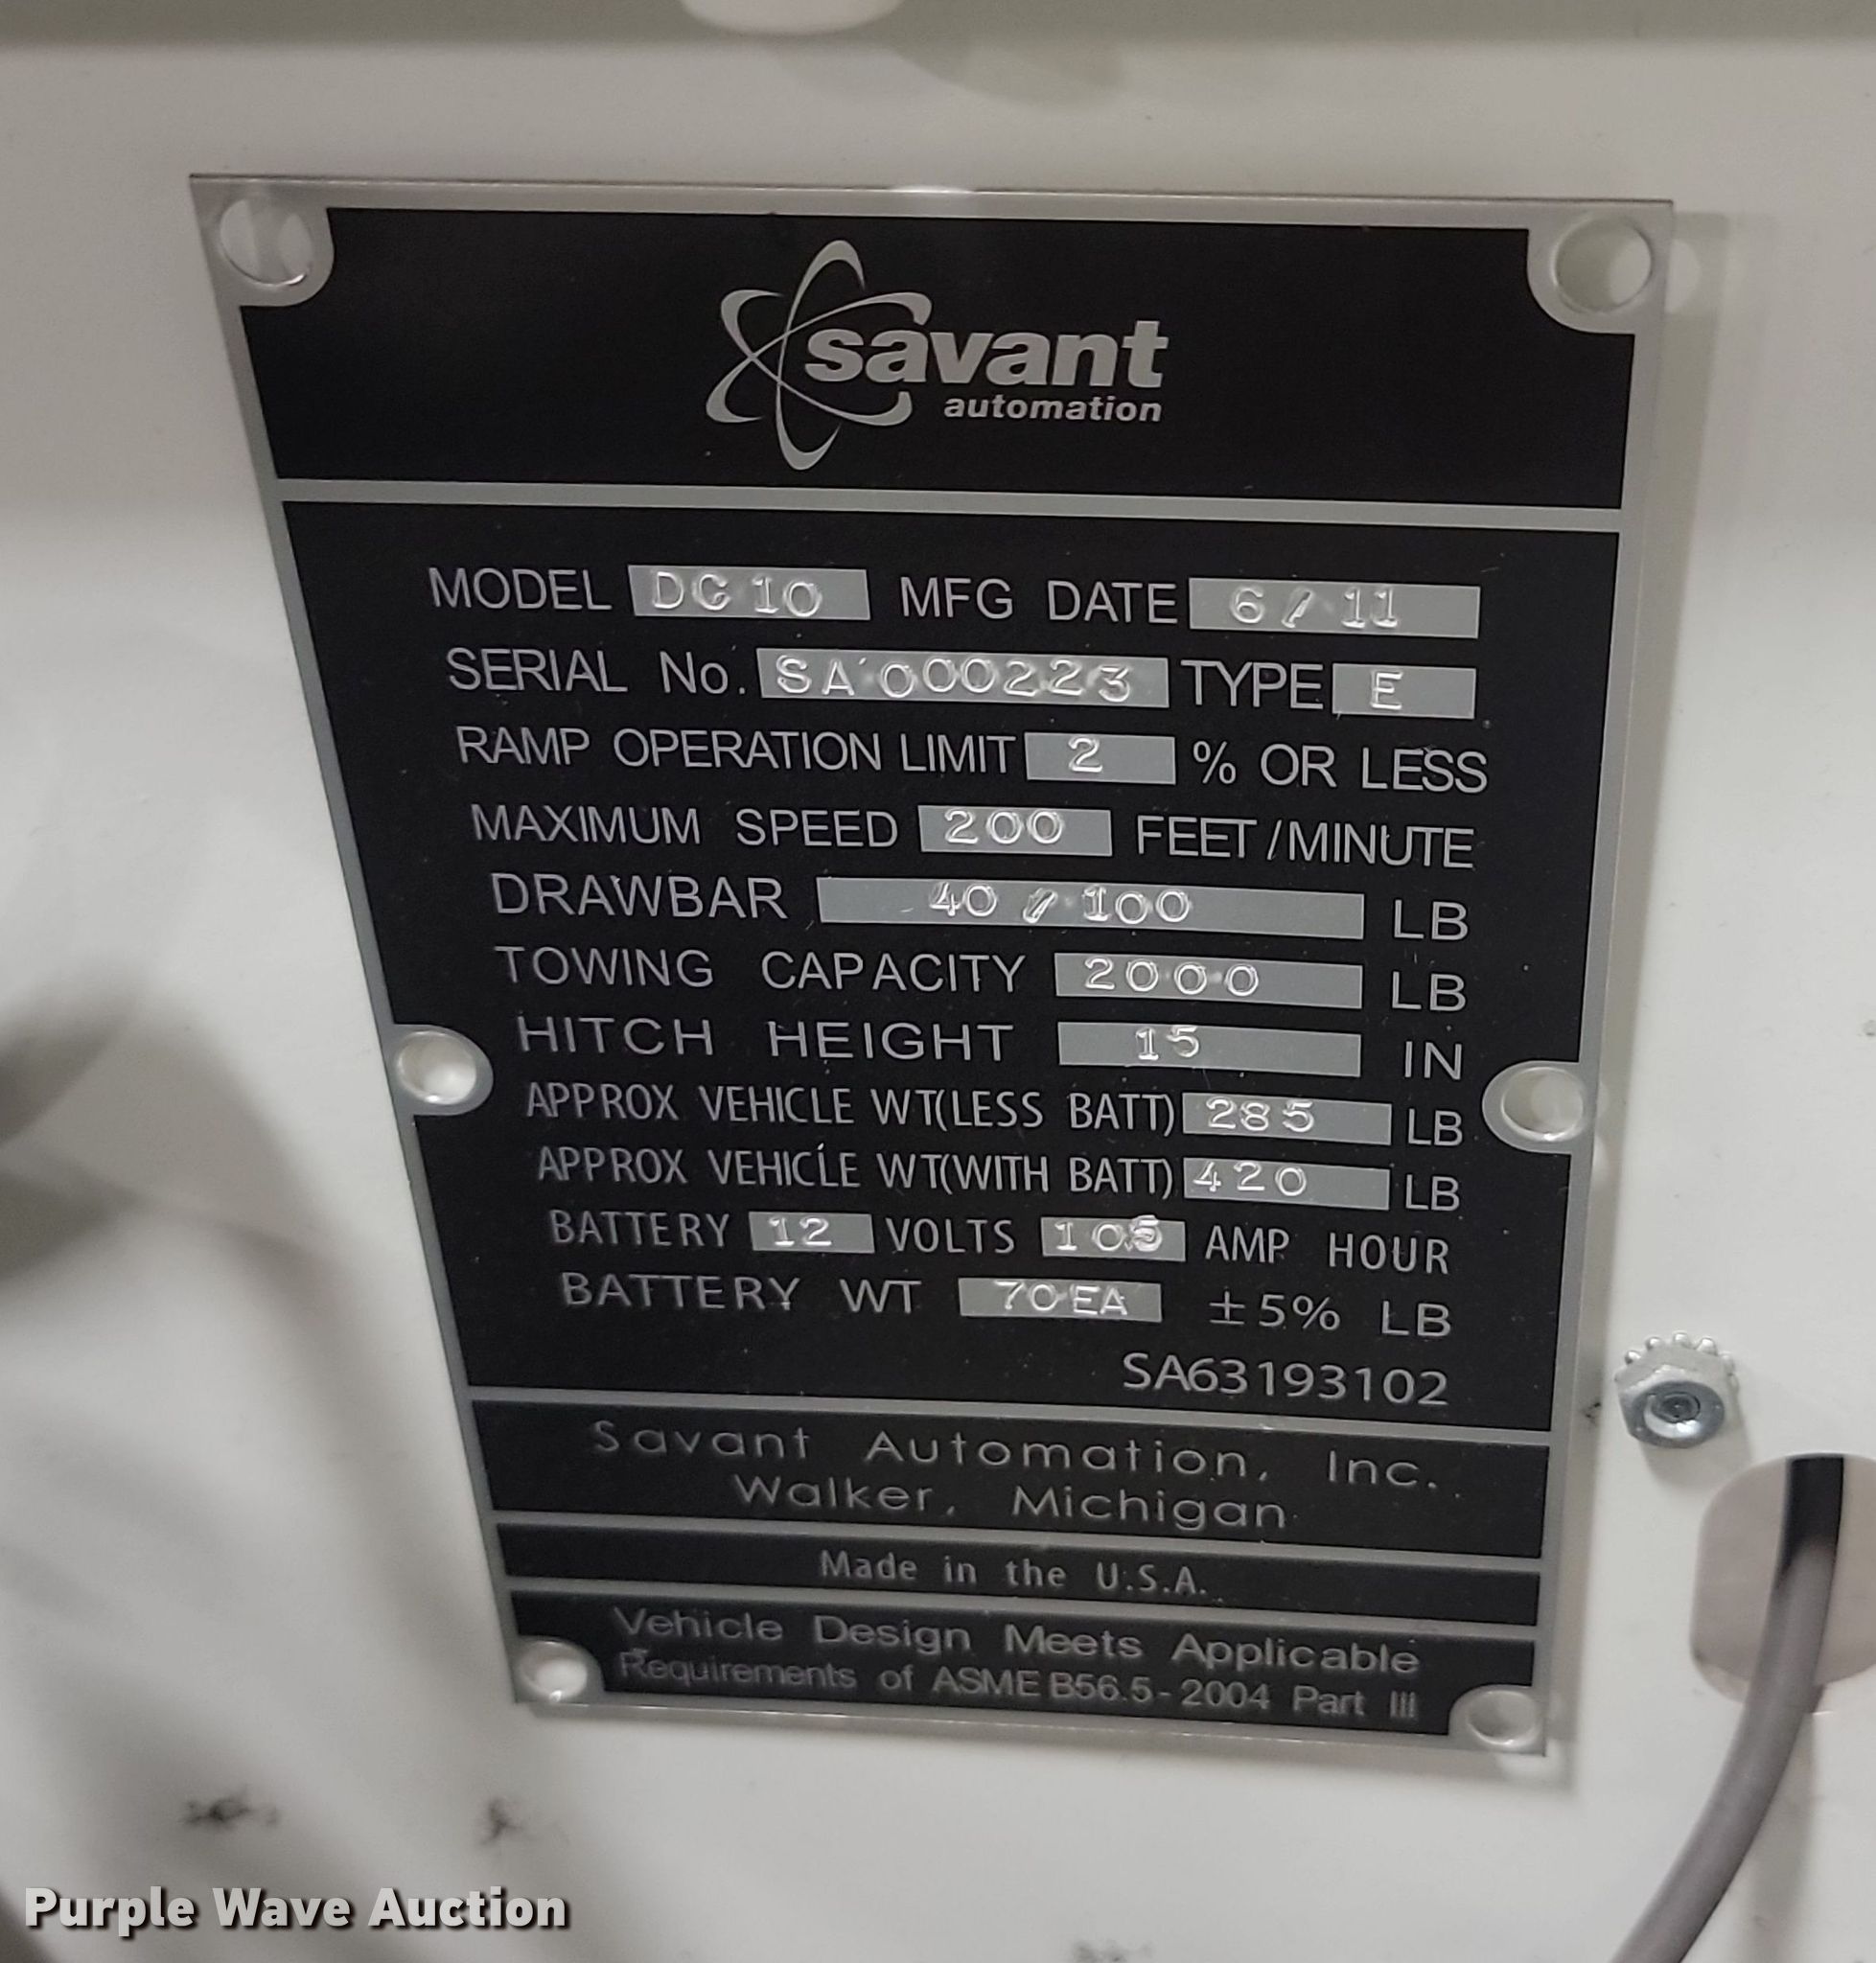 savant
automation
MODEL DC10 MFG DATE 6/11
SERIAL No. SA000223 TYPE E
RAMP OPERATION LIMIT 2 % OR LESS
MAXIMUM SPEED 200 FEET/MINUTE
DRAWBAR 40/100 LB
TOWING CAPACITY 2000 LB
HITCH HEIGHT 15 IN
APPROX VEHICLE WT(LESS BATT) 285 LB
APPROX VEHICLE WT(WITH BATT) 420 LB
BATTERY 12 VOLTS 105 AMP HOUR
BATTERY WT 70EA ±5% LB
SA63193102
Savant Automation, Inc.
Walker, Michigan
Made in the U.S.A.
Vehicle Design Meets Applicable
Requirements of ASME B56.5-2004 Part III
Purple Wave Auction